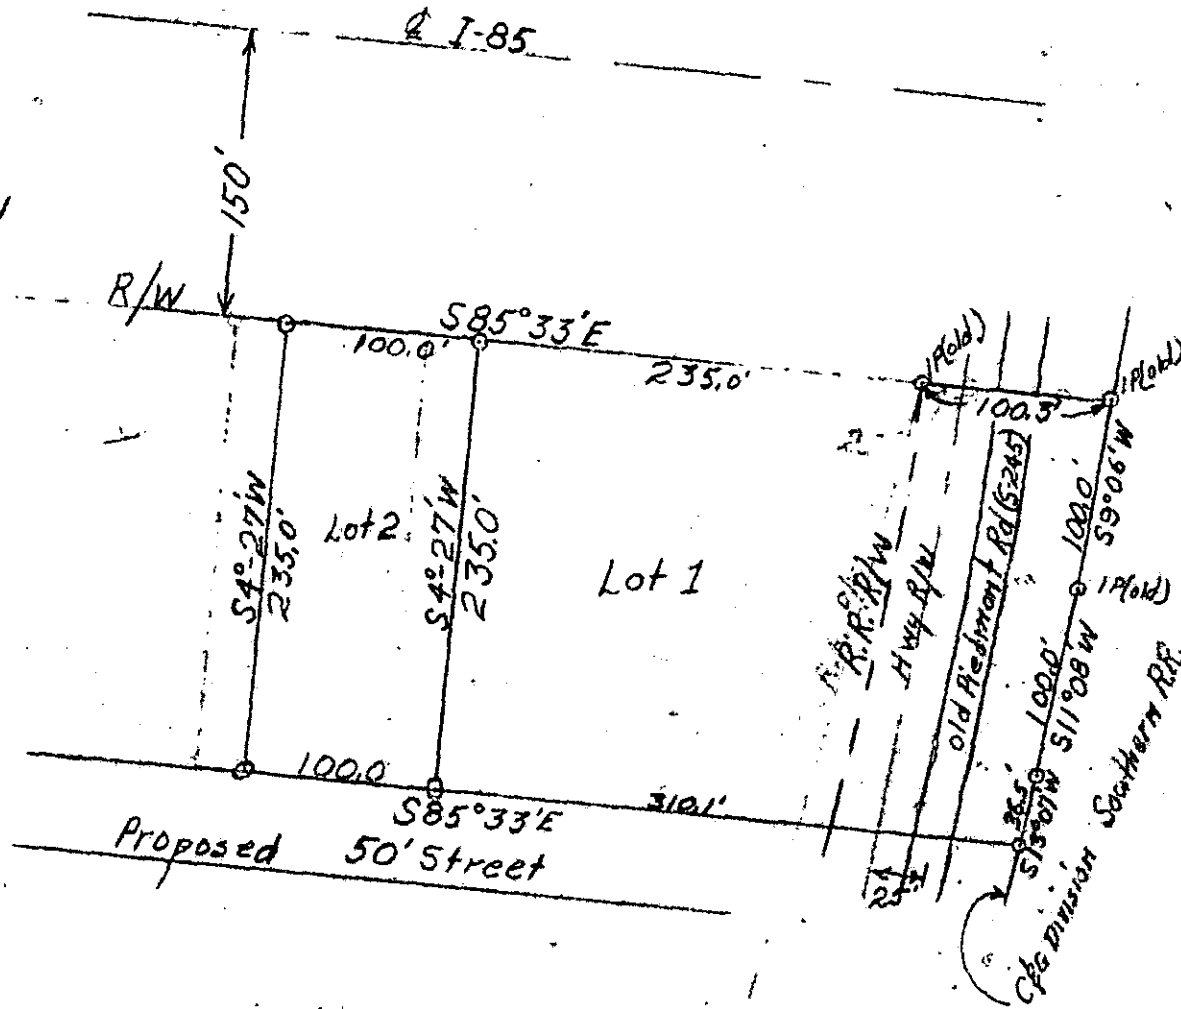 ℄ I-85
150'
R/W
S85°33'E
100.0'
235.0'
IP(old)
IP(old)
100.3'
S4°-27'W
235.0'
Lot 2
S4°-27'W
235.0'
Lot 1
R.R. R/W
Hwy R/W
old Piedmont Rd (S-245)
100.0'
S9°06'W
IP(old)
100.0'
S11°08'W
36.5'
S13°07'W
Southern R.R.
C&G Division
100.0
S85°33'E
310.1'
Proposed 50' Street